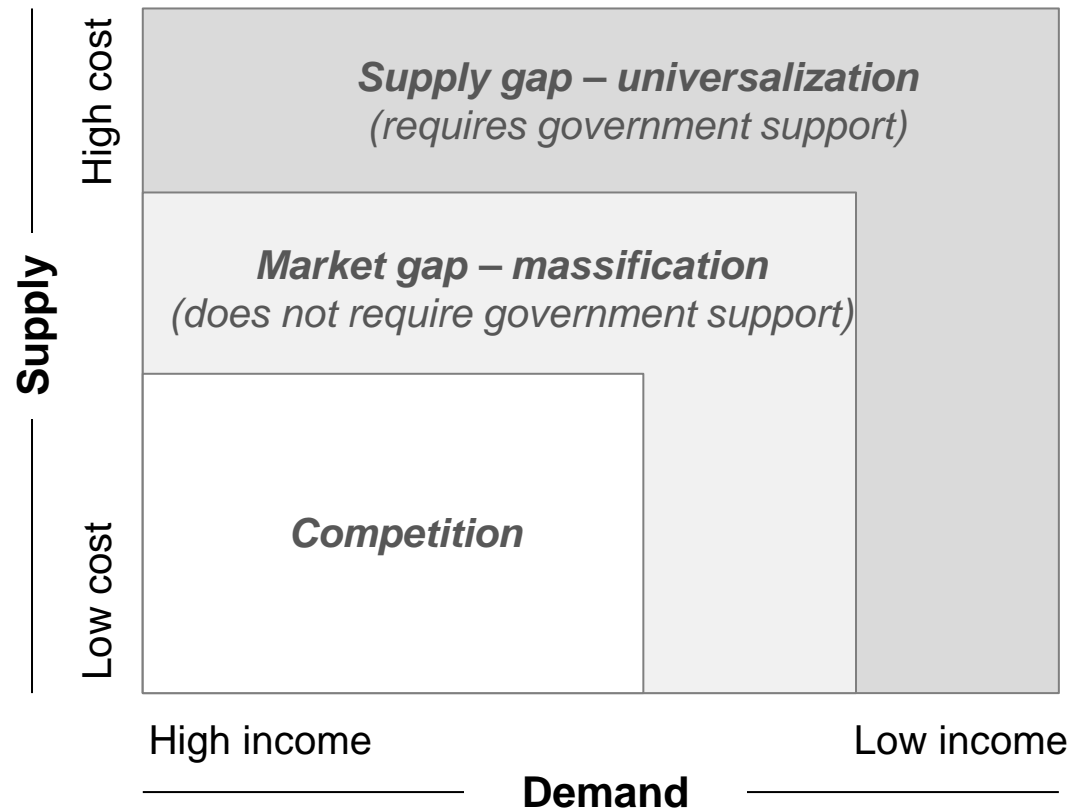 High cost
Supply gap – universalization
(requires government support)
Supply
Market gap – massification
(does not require government support)
Low cost
Competition
High income
Low income
Demand